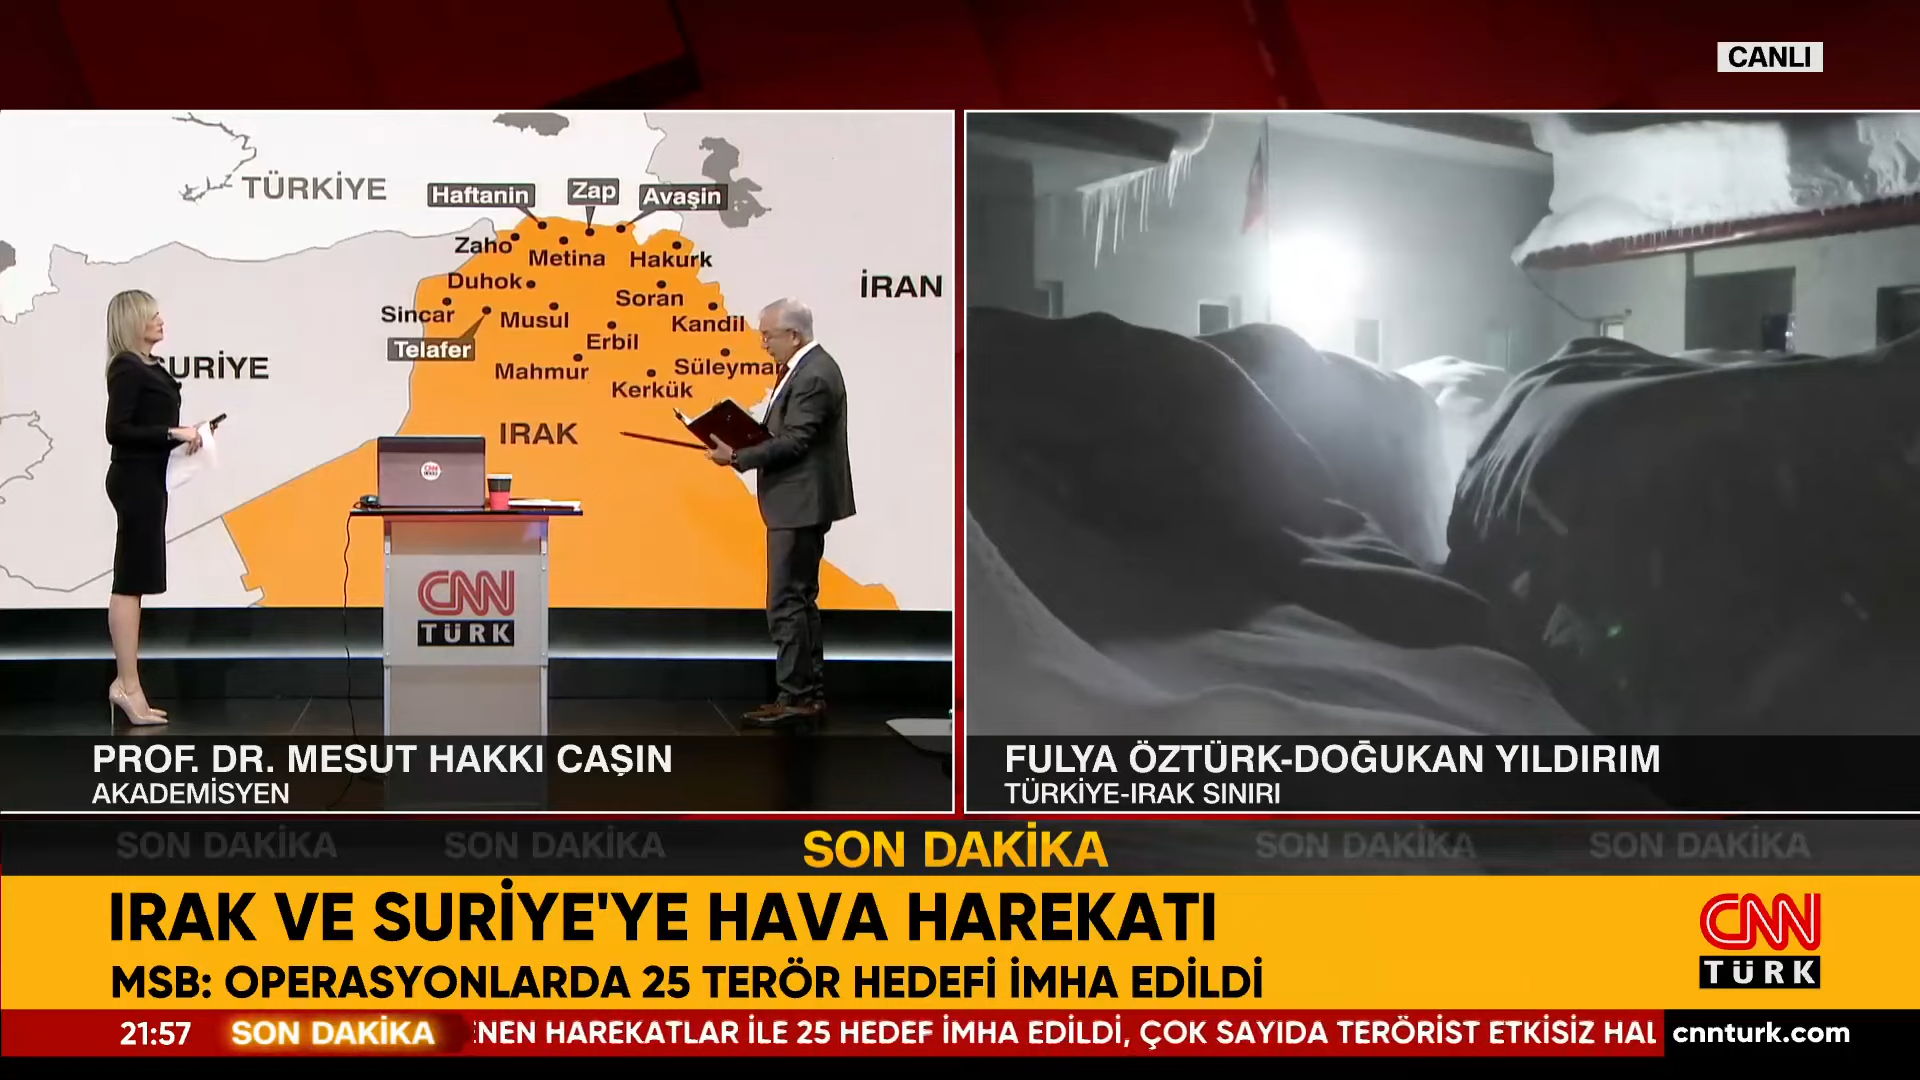 CANLI
TÜRKİYE
Haftanin
Zap
Avaşin
Zaho
Metina
Hakurk
Duhok
İRAN
Sincar
Musul
Soran
Kandil
Telafer
Erbil
SURİYE
Mahmur
Süleyman
Kerkük
IRAK
CNN
TÜRK
PROF. DR. MESUT HAKKI CAŞIN
AKADEMİSYEN
FULYA ÖZTÜRK-DOĞUKAN YILDIRIM
TÜRKİYE-IRAK SINIRI
SON DAKİKA SON DAKİKA SON DAKİKA SON DAKİKA SON DAKİKA
IRAK VE SURİYE'YE HAVA HAREKATI
MSB: OPERASYONLARDA 25 TERÖR HEDEFİ İMHA EDİLDİ
CNN
TÜRK
21:57 SON DAKİKA ENEN HAREKATLAR İLE 25 HEDEF İMHA EDİLDİ, ÇOK SAYIDA TERÖRİST ETKİSİZ HAL cnnturk.com